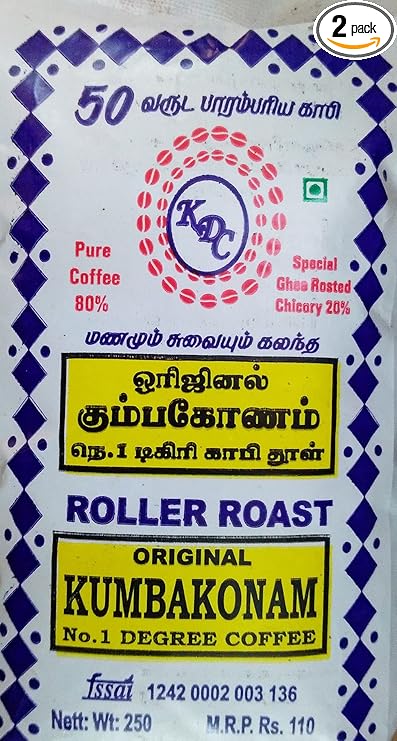 2
pack
50 வருட பாரம்பரிய காபி
KDC
Pure
Coffee
80%
Special
Ghee Rosted
Chicory 20%
மணமும் சுவையும் கலந்த
ஒரிஜினல்
கும்பகோணம்
நெ.1 டிகிரி காபி தூள்
ROLLER ROAST
ORIGINAL
KUMBAKONAM
No.1 DEGREE COFFEE
fssai 1242 0002 003 136
Nett: Wt: 250 M.R.P. Rs. 110